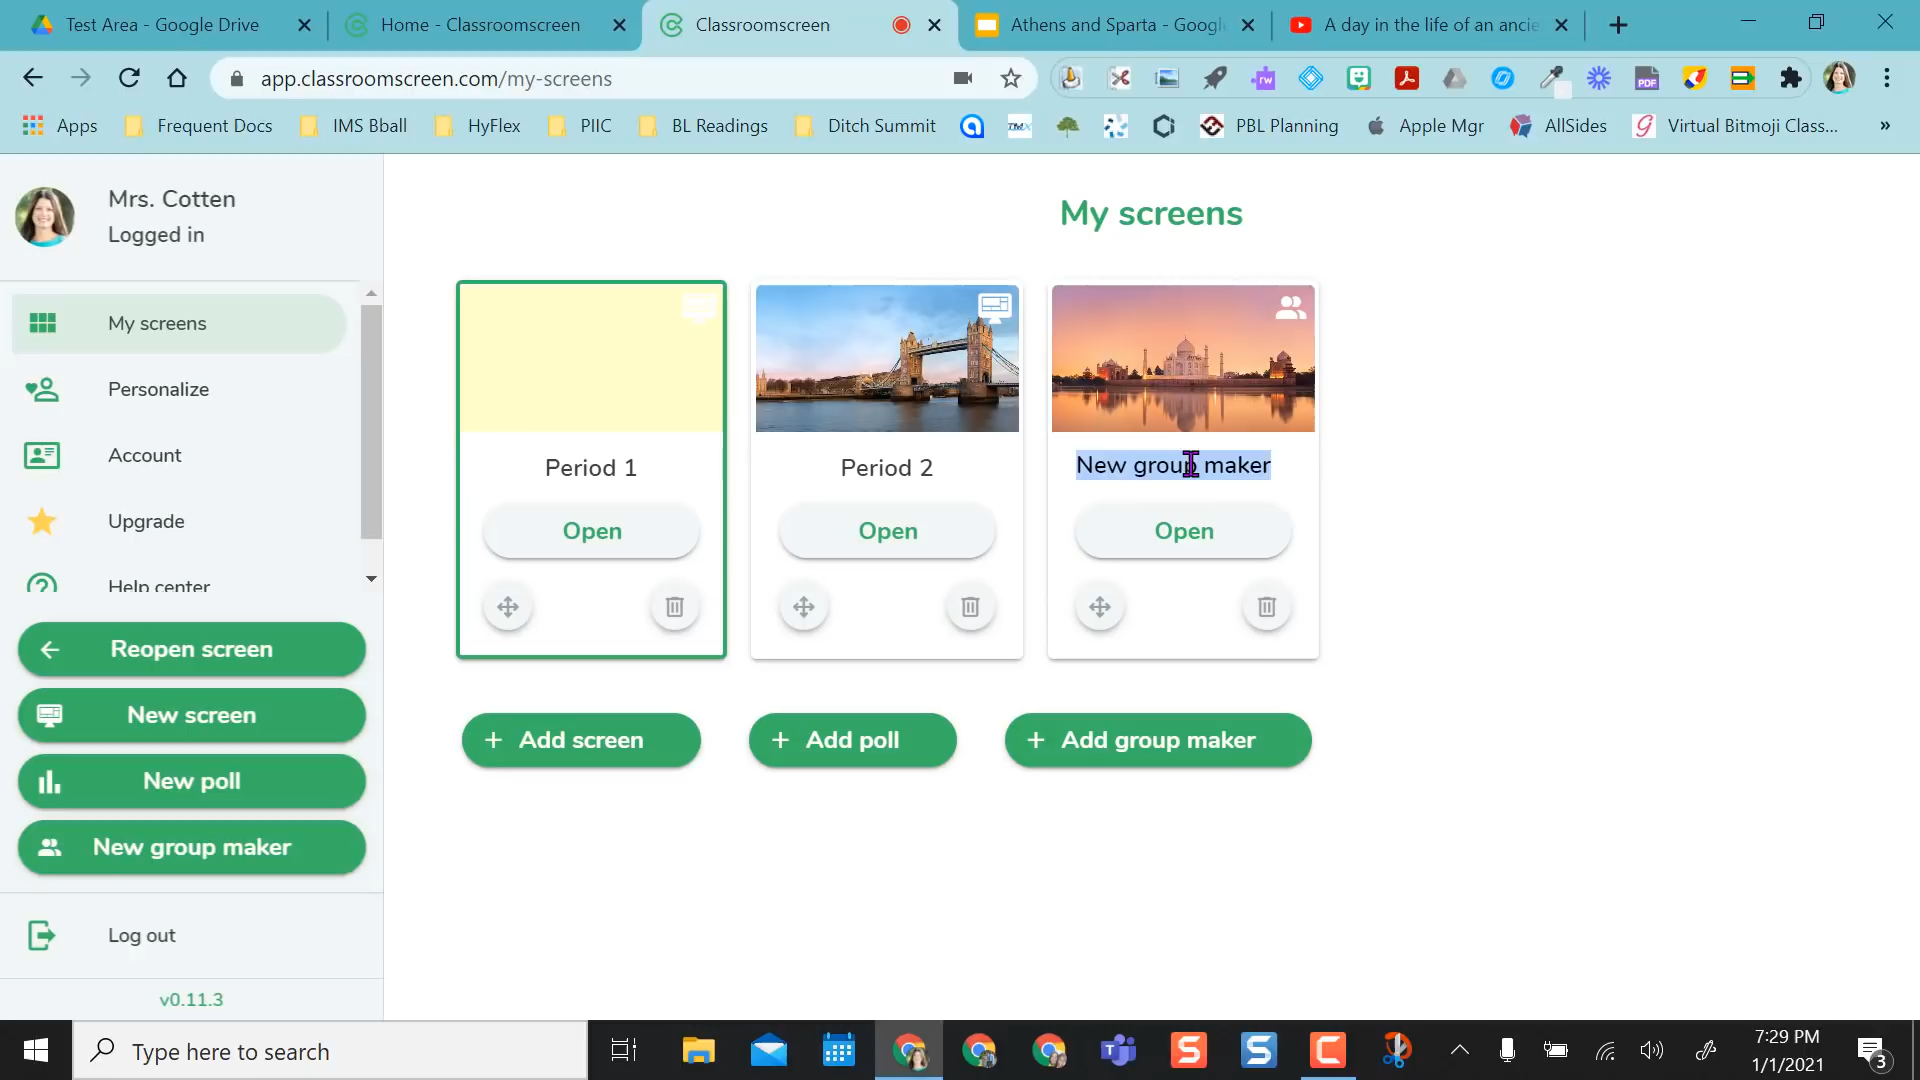 Test Area - Google Drive
Home - Classroomscreen
Classroomscreen
Athens and Sparta - Googl
A day in the life of an ancie
app.classroomscreen.com/my-screens
Apps
Frequent Docs
IMS Bball
HyFlex
PIIC
BL Readings
Ditch Summit
PBL Planning
Apple Mgr
AllSides
Virtual Bitmoji Class...
Mrs. Cotten
Logged in
My screens
Personalize
Account
Upgrade
Help center
Reopen screen
New screen
New poll
New group maker
Log out
v0.11.3
My screens
Period 1
Open
Period 2
Open
New group maker
Open
+ Add screen
+ Add poll
+ Add group maker
Type here to search
7:29 PM
1/1/2021
3